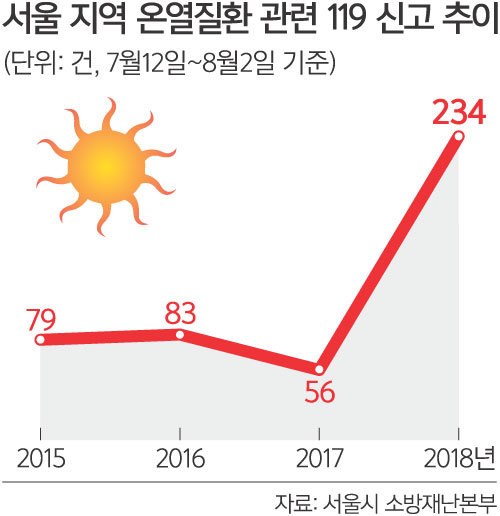 서울 지역 온열질환 관련 119 신고 추이
(단위: 건, 7월12일~8월2일 기준)
234
79
83
56
2015
2016
2017
2018년
자료: 서울시 소방재난본부